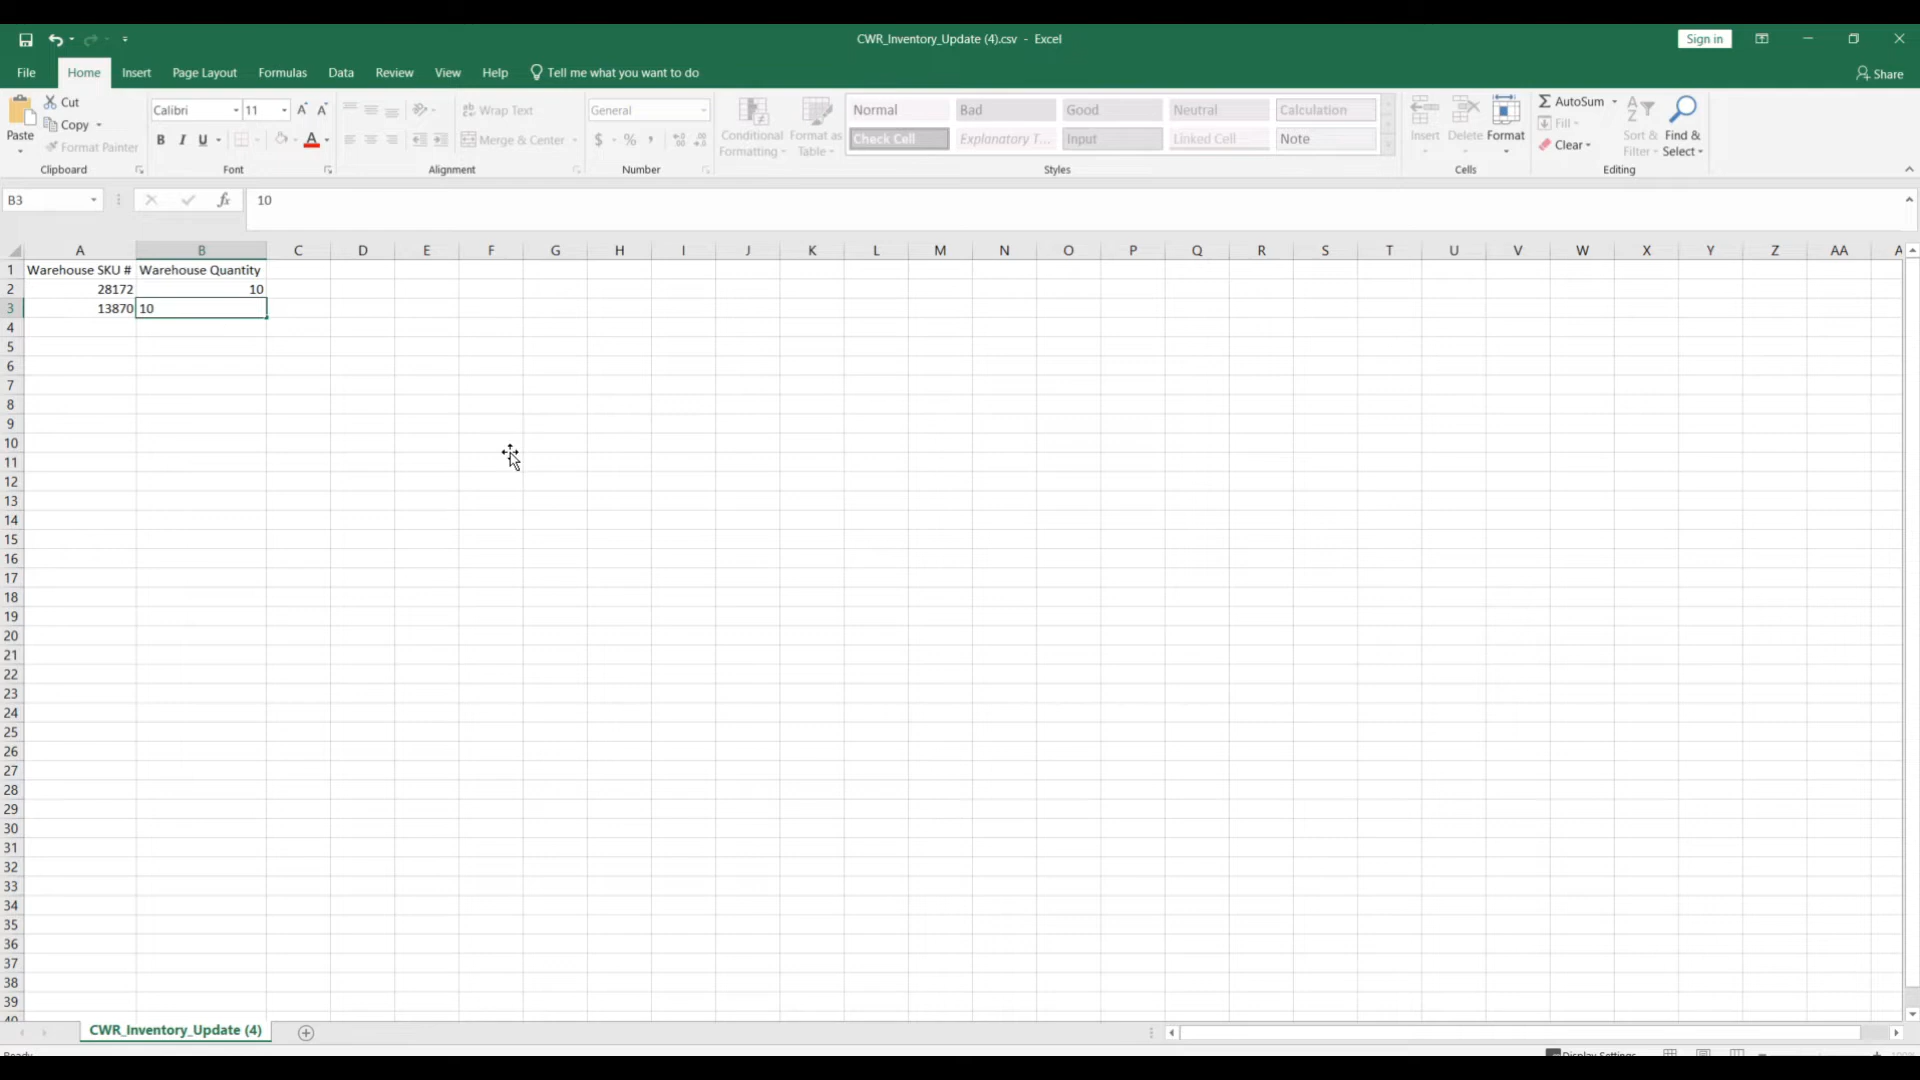 CWR_Inventory_Update (4).csv - Excel
Sign in
File Home Insert Page Layout Formulas Data Review View Help Tell me what you want to do
Share
Paste
Cut
Copy
Format Painter
Clipboard
Calibri 11
B I U
Font
Wrap Text
Merge & Center
Alignment
General
$ % ,
Number
Conditional Formatting
Format as Table
Normal Bad Good Neutral Calculation
Check Cell Explanatory T... Input Linked Cell Note
Styles
Insert Delete Format
Cells
AutoSum
Fill
Clear
Sort & Filter
Find & Select
Editing
B3 fx 10
A B C D E F G H I J K L M N O P Q R S T U V W X Y Z AA A
1 Warehouse SKU # Warehouse Quantity
2 28172 10
3 13870 10
4
5
6
7
8
9
10
11
12
13
14
15
16
17
18
19
20
21
22
23
24
25
26
27
28
29
30
31
32
33
34
35
36
37
38
39
40
CWR_Inventory_Update (4)
Ready Display Settings